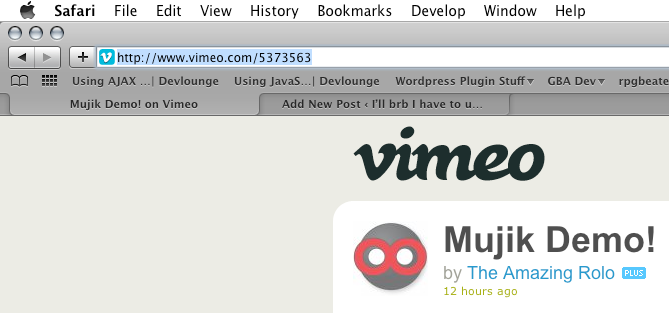 Safari File Edit View History Bookmarks Develop Window Help
http://www.vimeo.com/5373563
Using AJAX ...| Devlounge Using JavaS...| Devlounge Wordpress Plugin Stuff GBA Dev rpgbeate
Mujik Demo! on Vimeo Add New Post ‹ I'll brb I have to u...
vimeo
Mujik Demo!
by The Amazing Rolo PLUS
12 hours ago